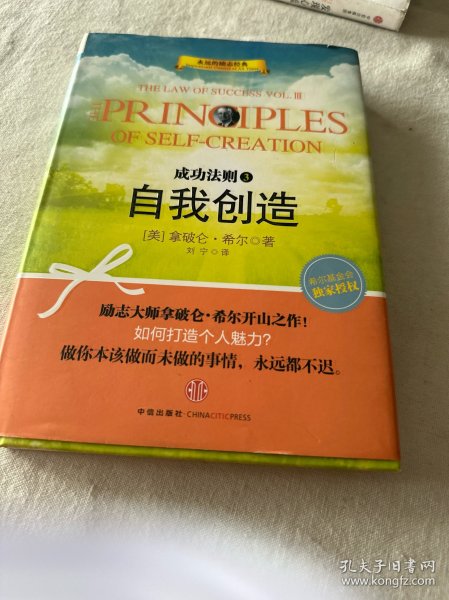 永远的励志经典
THE LAW OF SUCCESS VOL. III
THE PRINCIPLES
OF SELF-CREATION
成功法则3
自我创造
[美]拿破仑·希尔◎著
刘宁◎译
希尔基金会
独家授权
励志大师拿破仑·希尔开山之作!
如何打造个人魅力?
做你本该做而未做的事情,永远都不迟。
中信出版社·CHINACITICPRESS
孔夫子旧书网
www.kongfz.com